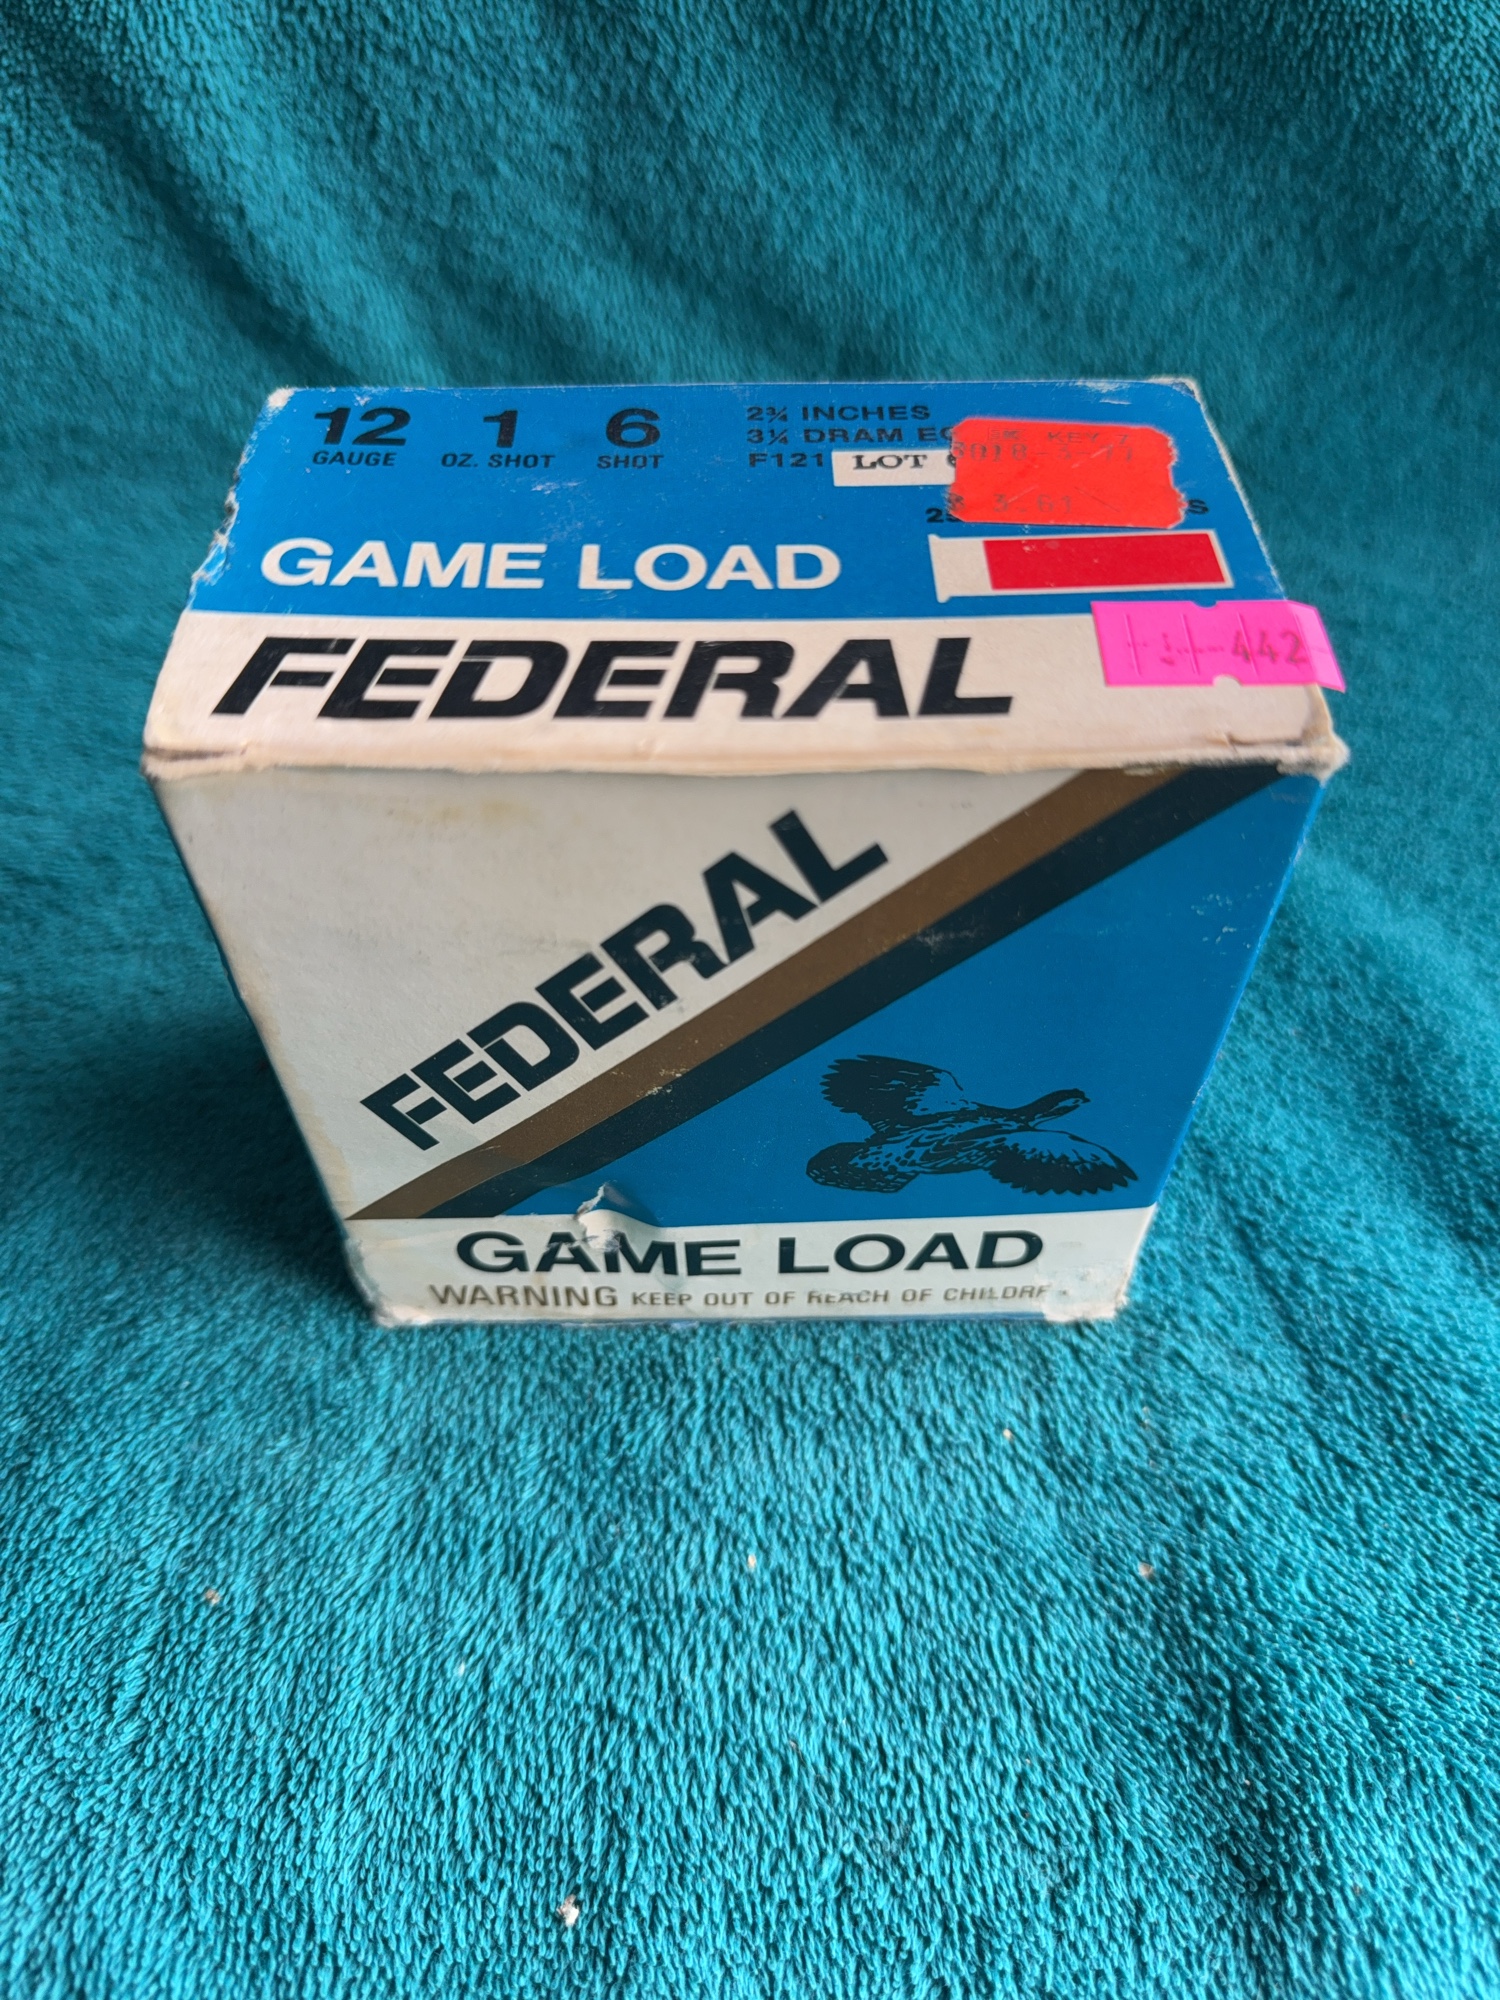 12 1 6
GAUGE OZ. SHOT SHOT
2¾ INCHES
3¼ DRAM
F121 LOT
GAME LOAD
FEDERAL
442
FEDERAL
GAME LOAD
WARNING KEEP OUT OF REACH OF